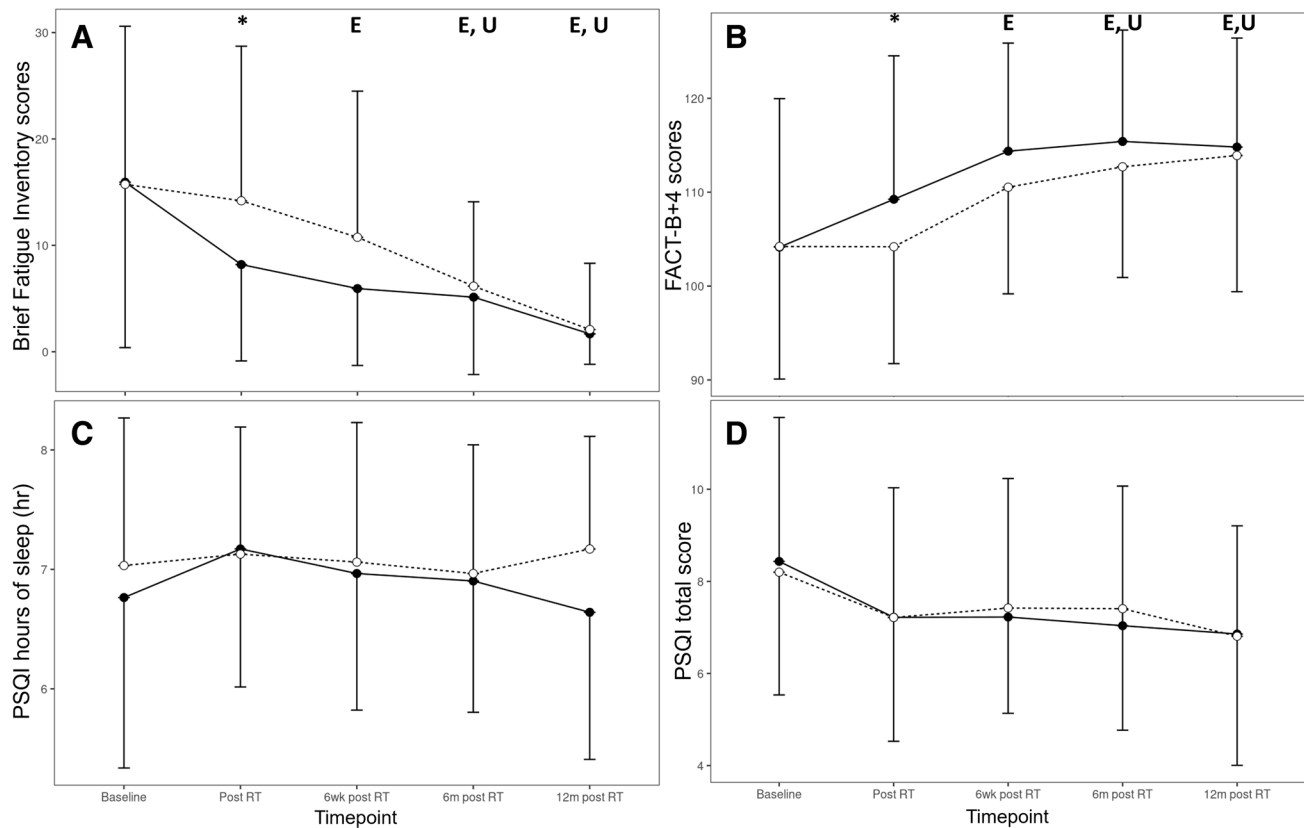 A
*
E
E, U
E, U
Brief Fatigue Inventory scores
30
20
10
0
B
*
E
E, U
E,U
FACT-B+4 scores
120
110
100
90
C
PSQI hours of sleep (hr)
8
7
6
Baseline
Post RT
6wk post RT
6m post RT
12m post RT
Timepoint
D
PSQI total score
10
8
6
4
Baseline
Post RT
6wk post RT
6m post RT
12m post RT
Timepoint